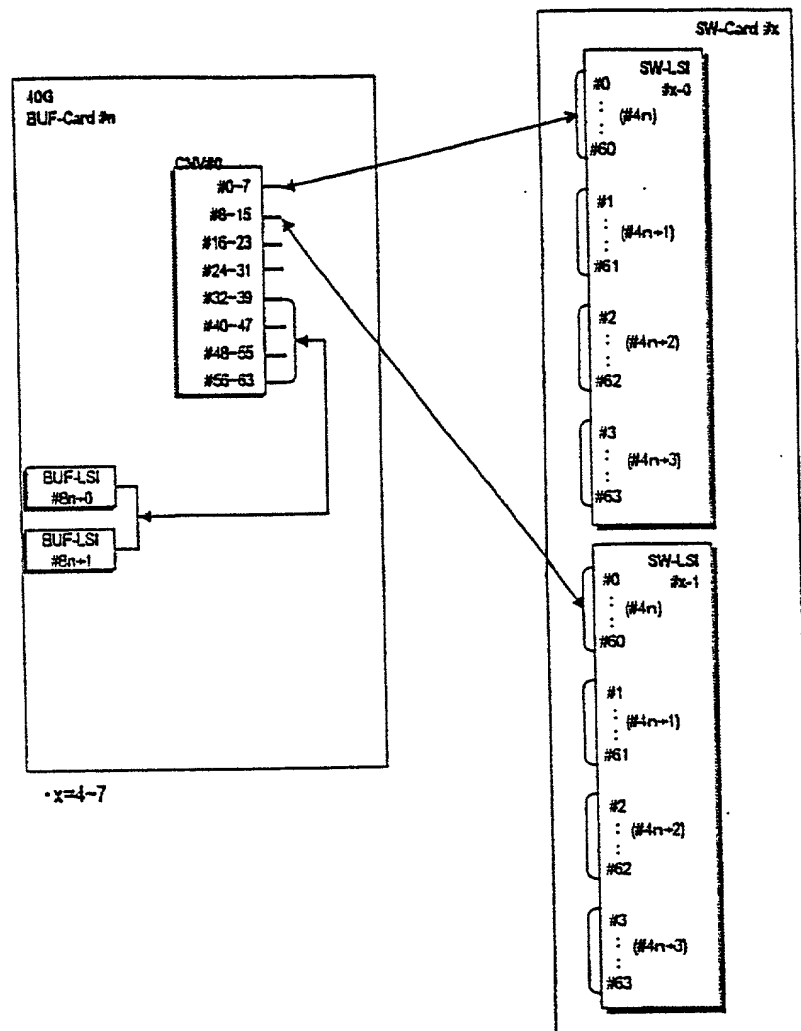 40G
BUF-Card #n
CNV#0
#0~7
#8~15
#16~23
#24~31
#32~39
#40~47
#48~55
#56~63
BUF-LSI
#8n+0
BUF-LSI
#8n+1
・x=4~7
SW-Card #x
SW-LSI
#x-0
#0
(#4n)
#60
#1
(#4n+1)
#61
#2
(#4n+2)
#62
#3
(#4n+3)
#63
SW-LSI
#x-1
#0
(#4n)
#60
#1
(#4n+1)
#61
#2
(#4n+2)
#62
#3
(#4n+3)
#63